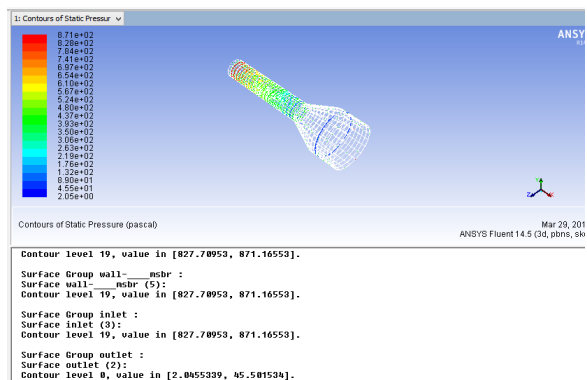 1: Contours of Static Pressur
8.71e+02
8.28e+02
7.84e+02
7.41e+02
6.97e+02
6.54e+02
6.10e+02
5.67e+02
5.24e+02
4.80e+02
4.37e+02
3.93e+02
3.50e+02
3.06e+02
2.63e+02
2.19e+02
1.76e+02
1.32e+02
8.90e+01
4.55e+01
2.05e+00
ANSY
Y
Z
X
Contours of Static Pressure (pascal)
Mar 29, 201
ANSYS Fluent 14.5 (3d, pbns, ske
Contour level 19, value in [827.70953, 871.16553].
Surface Group wall-____msbr :
Surface wall-____msbr (5):
Contour level 19, value in [827.70953, 871.16553].
Surface Group inlet :
Surface inlet (3):
Contour level 19, value in [827.70953, 871.16553].
Surface Group outlet :
Surface outlet (2):
Contour level 0, value in [2.0455339, 45.501534].